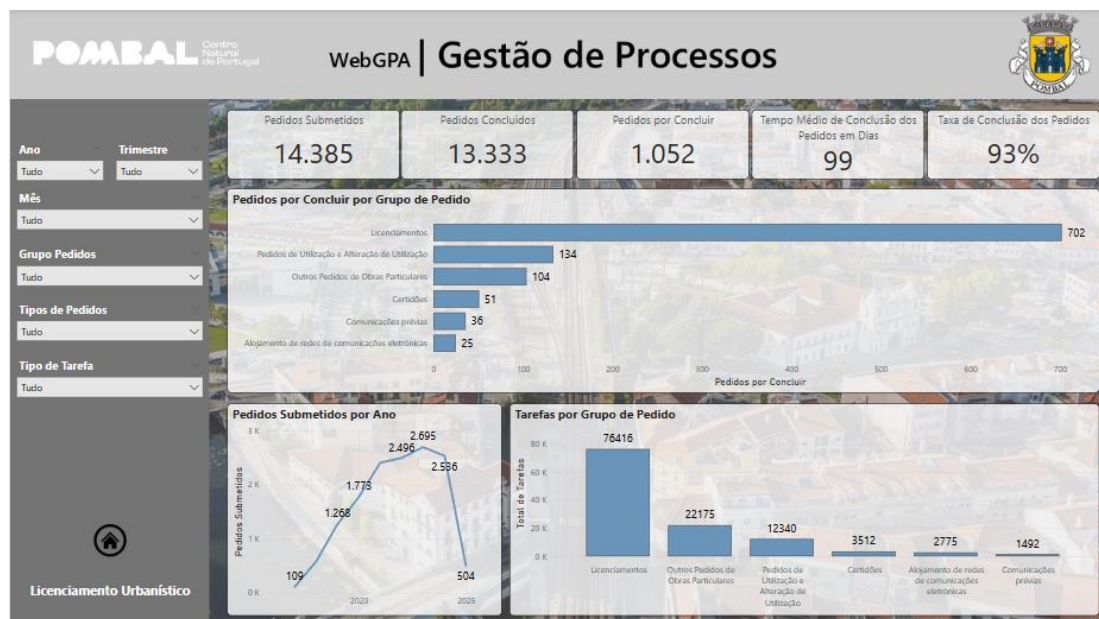 POMBAL Centro
Natural
de Portugal
WebGPA | Gestão de Processos
POMBAL
Ano
Trimestre
Tudo
Tudo
Mês
Tudo
Grupo Pedidos
Tudo
Tipos de Pedidos
Tudo
Tipo de Tarefa
Tudo
Licenciamento Urbanístico
Pedidos Submetidos
14.385
Pedidos Concluidos
13.333
Pedidos por Concluir
1.052
Tempo Médio de Conclusão dos
Pedidos em Dias
99
Taxa de Conclusão dos Pedidos
93%
Pedidos por Concluir por Grupo de Pedido
Licenciamentos
702
Pedidos de Utilização e Alteração de Utilização
134
Outros Pedidos de Obras Particulares
104
Certidões
51
Comunicações prévias
36
Alojamento de redes de comunicações eletrónicas
25
0 100 200 300 400 500 600 700
Pedidos por Concluir
Pedidos Submetidos por Ano
Pedidos Submetidos
3 K
2 K
1 K
0 K
109
1.268
1.773
2.496
2.695
2.536
504
2020
2025
Tarefas por Grupo de Pedido
Total de Tarefas
80 K
60 K
40 K
20 K
0 K
76416
22175
12340
3512
2775
1492
Licenciamentos
Outros Pedidos de
Obras Particulares
Pedidos de
Utilização e
Alteração de
Utilização
Certidões
Alojamento de redes
de comunicações
eletrónicas
Comunicações
prévias